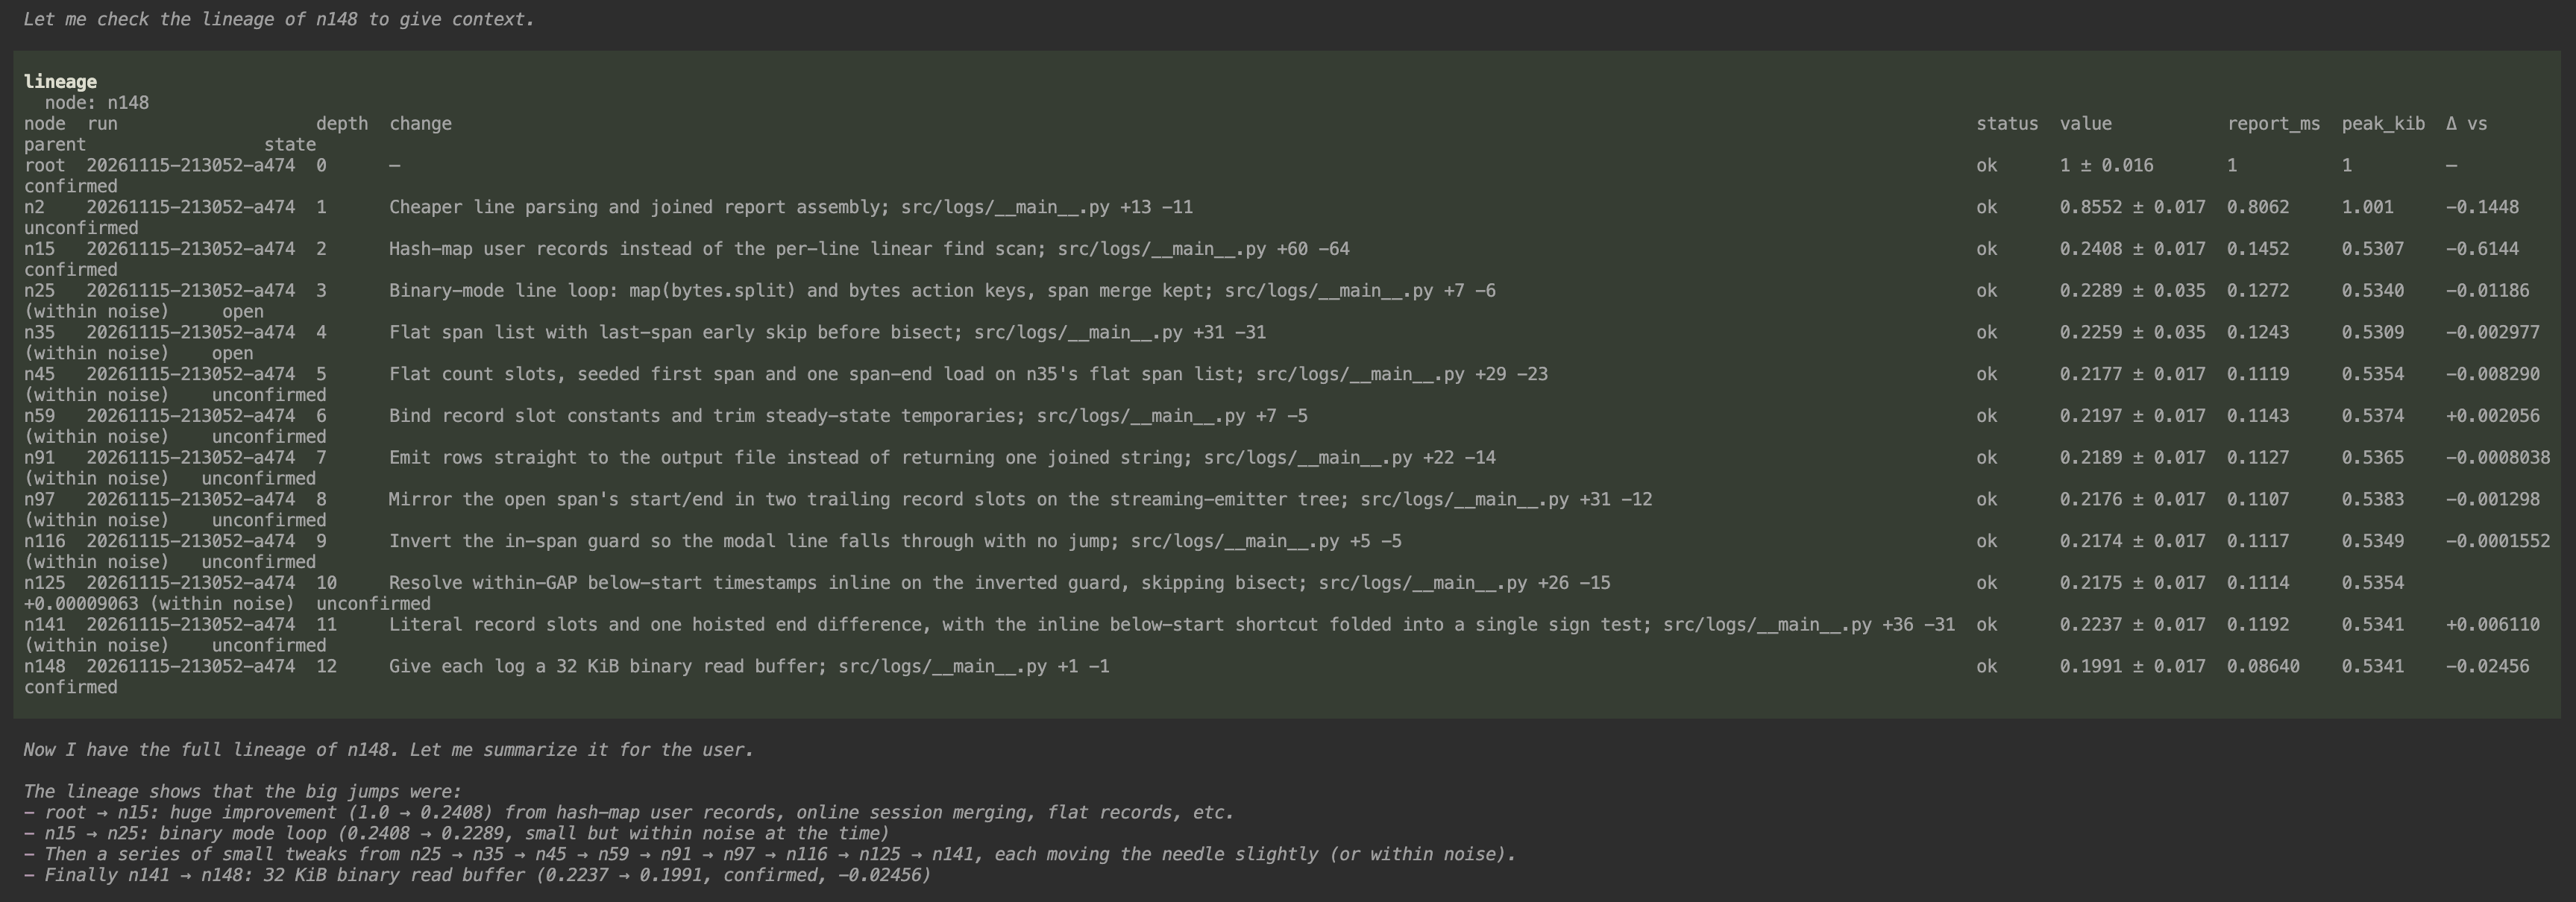 Let me check the lineage of n148 to give context.
lineage
node: n148
node  run                   depth  change                                                                                   status  value           report_ms  peak_kib  Δ vs
parent                 state
root  20261115-213052-a474  0      —                                                                                        ok      1 ± 0.016       1          1         —
confirmed
n2    20261115-213052-a474  1      Cheaper line parsing and joined report assembly; src/logs/__main__.py +13 -11            ok      0.8552 ± 0.017  0.8062     1.001     -0.1448
unconfirmed
n15   20261115-213052-a474  2      Hash-map user records instead of the per-line linear find scan; src/logs/__main__.py +60 -64  ok      0.2408 ± 0.017  0.1452     0.5307    -0.6144
confirmed
n25   20261115-213052-a474  3      Binary-mode line loop: map(bytes.split) and bytes action keys, span merge kept; src/logs/__main__.py +7 -6  ok      0.2289 ± 0.035  0.1272     0.5340    -0.01186
(within noise)     open
n35   20261115-213052-a474  4      Flat span list with last-span early skip before bisect; src/logs/__main__.py +31 -31     ok      0.2259 ± 0.035  0.1243     0.5309    -0.002977
(within noise)    open
n45   20261115-213052-a474  5      Flat count slots, seeded first span and one span-end load on n35's flat span list; src/logs/__main__.py +29 -23  ok      0.2177 ± 0.017  0.1119     0.5354    -0.008290
(within noise)    unconfirmed
n59   20261115-213052-a474  6      Bind record slot constants and trim steady-state temporaries; src/logs/__main__.py +7 -5  ok      0.2197 ± 0.017  0.1143     0.5374    +0.002056
(within noise)    unconfirmed
n91   20261115-213052-a474  7      Emit rows straight to the output file instead of returning one joined string; src/logs/__main__.py +22 -14  ok      0.2189 ± 0.017  0.1127     0.5365    -0.0008038
(within noise)   unconfirmed
n97   20261115-213052-a474  8      Mirror the open span's start/end in two trailing record slots on the streaming-emitter tree; src/logs/__main__.py +31 -12  ok      0.2176 ± 0.017  0.1107     0.5383    -0.001298
(within noise)    unconfirmed
n116  20261115-213052-a474  9      Invert the in-span guard so the modal line falls through with no jump; src/logs/__main__.py +5 -5  ok      0.2174 ± 0.017  0.1117     0.5349    -0.0001552
(within noise)   unconfirmed
n125  20261115-213052-a474  10     Resolve within-GAP below-start timestamps inline on the inverted guard, skipping bisect; src/logs/__main__.py +26 -15  ok      0.2175 ± 0.017  0.1114     0.5354
+0.00009063 (within noise)  unconfirmed
n141  20261115-213052-a474  11     Literal record slots and one hoisted end difference, with the inline below-start shortcut folded into a single sign test; src/logs/__main__.py +36 -31  ok      0.2237 ± 0.017  0.1192     0.5341    +0.006110
(within noise)    unconfirmed
n148  20261115-213052-a474  12     Give each log a 32 KiB binary read buffer; src/logs/__main__.py +1 -1                    ok      0.1991 ± 0.017  0.08640    0.5341    -0.02456
confirmed
Now I have the full lineage of n148. Let me summarize it for the user.
The lineage shows that the big jumps were:
- root → n15: huge improvement (1.0 → 0.2408) from hash-map user records, online session merging, flat records, etc.
- n15 → n25: binary mode loop (0.2408 → 0.2289, small but within noise at the time)
- Then a series of small tweaks from n25 → n35 → n45 → n59 → n91 → n97 → n116 → n125 → n141, each moving the needle slightly (or within noise).
- Finally n141 → n148: 32 KiB binary read buffer (0.2237 → 0.1991, confirmed, -0.02456)